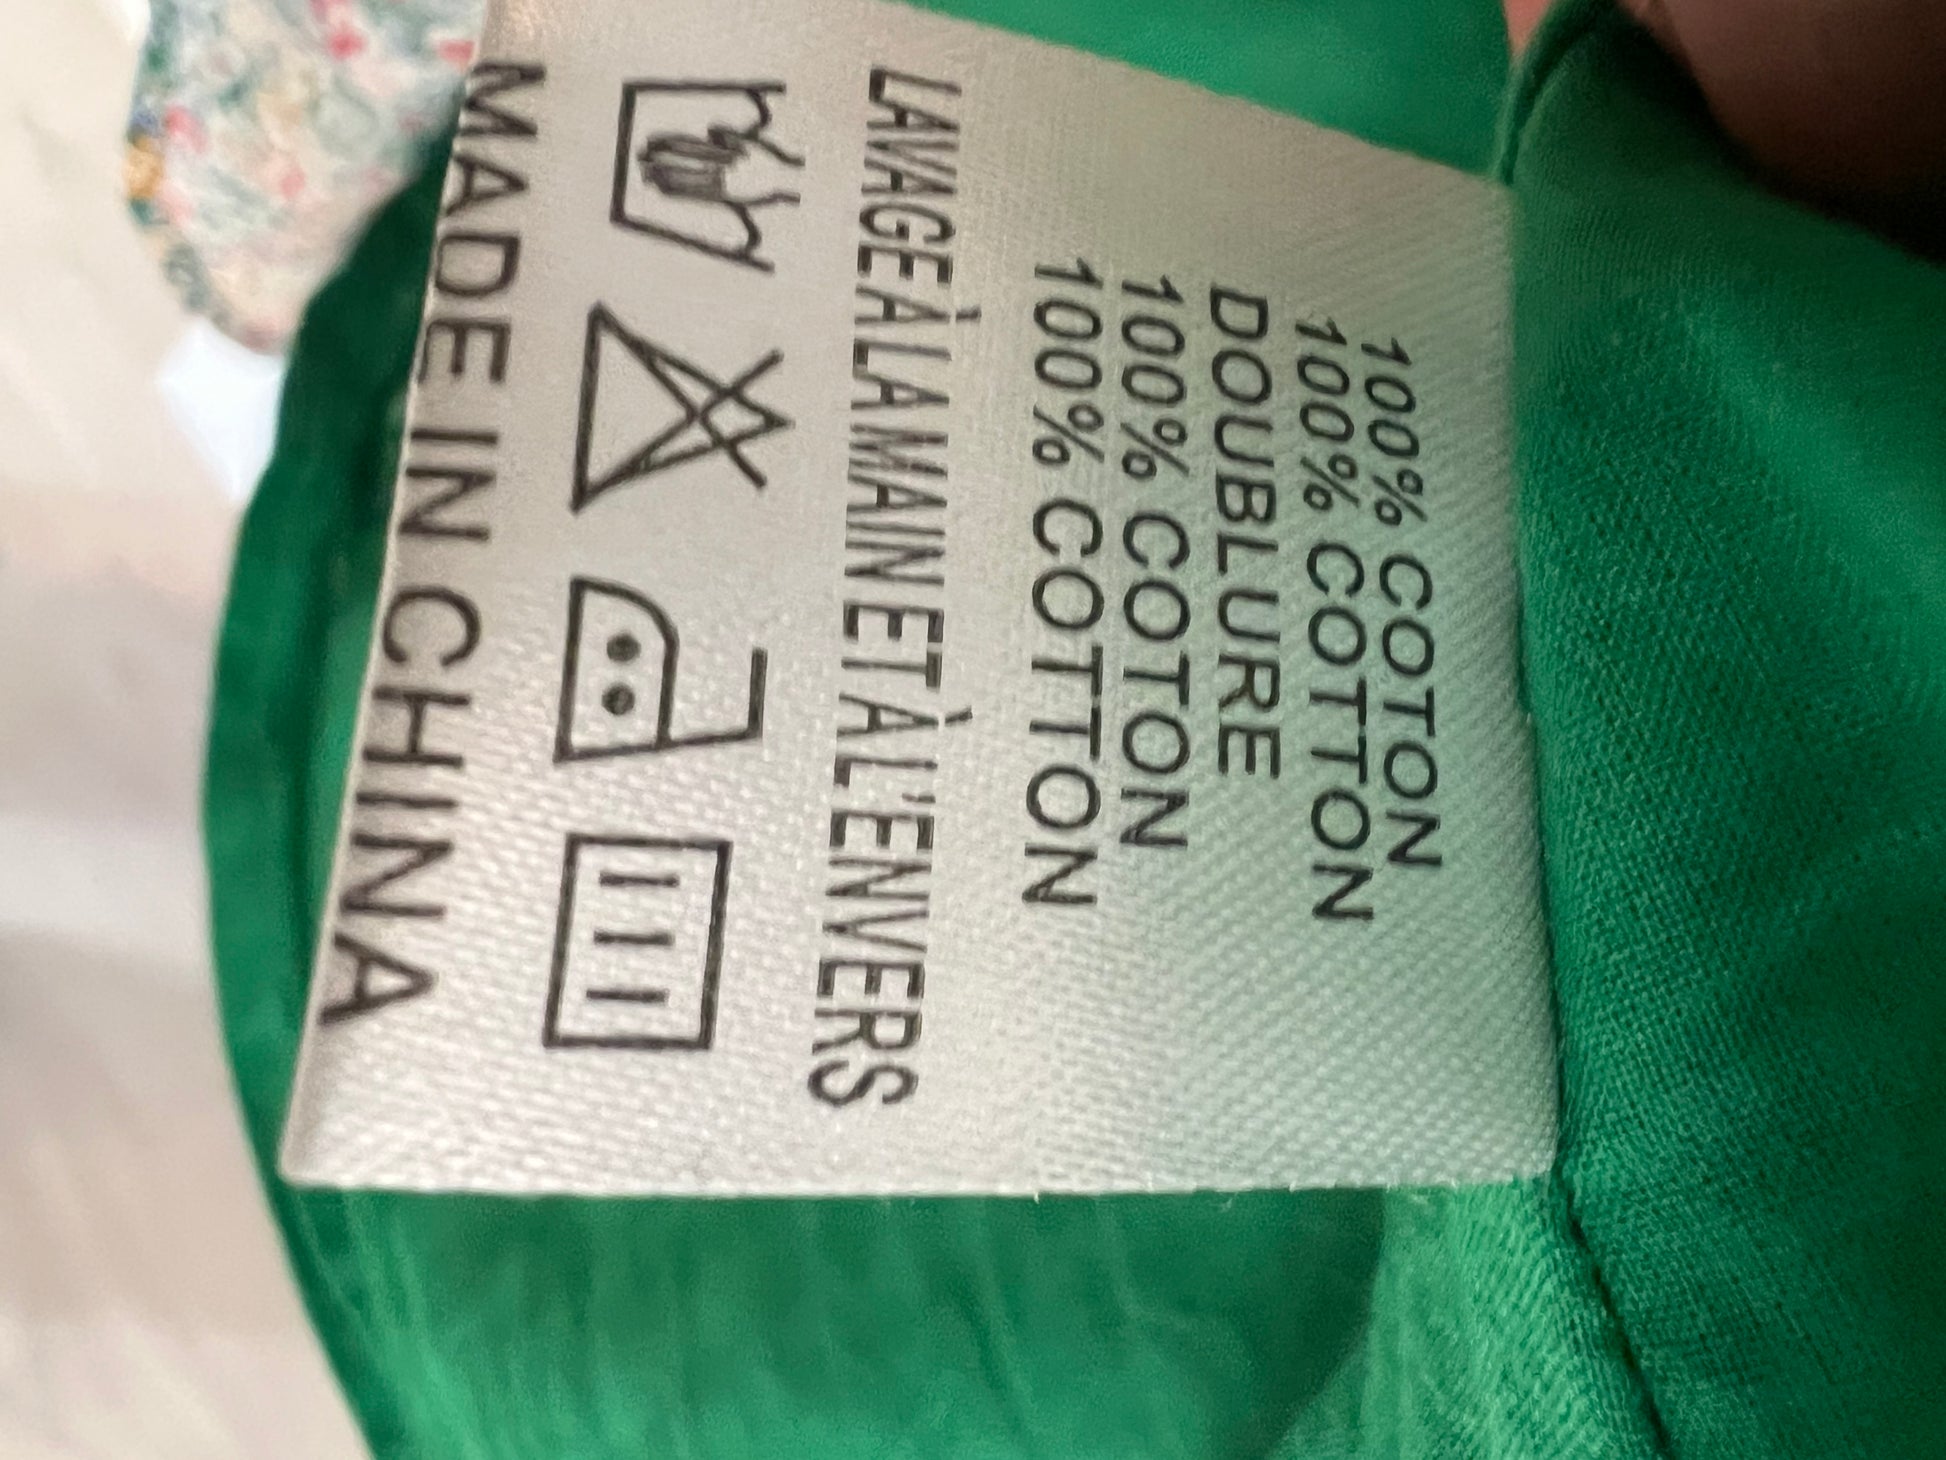 100% COTON
100% COTTON
DOUBLURE
100% COTON
100% COTTON
LAVAGE À LA MAIN ET À L'ENVERS
MADE IN CHINA